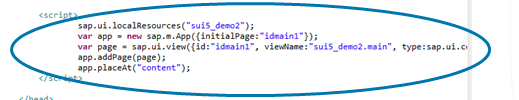 <script>
sap.ui.localResources("sui5_demo2");
var app = new sap.m.App({initialPage:"idmain1"});
var page = sap.ui.view({id:"idmain1", viewName:"sui5_demo2.main", type:sap.ui.c
app.addPage(page);
app.placeAt("content");
</script>
</head>